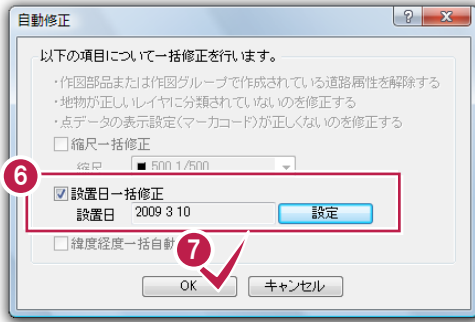 自動修正
以下の項目について一括修正を行います。
・作図部品または作図グループで作成されている道路属性を解除する
・地物が正しいレイヤに分類されていないのを修正する
・点データの表示設定(マーカコード)が正しくないのを修正する
縮尺一括修正
縮尺 ■ 500 1/500
6
設置日一括修正
設置日 2009 3 10 設定
緯度経度一括自動
7
OK キャンセル